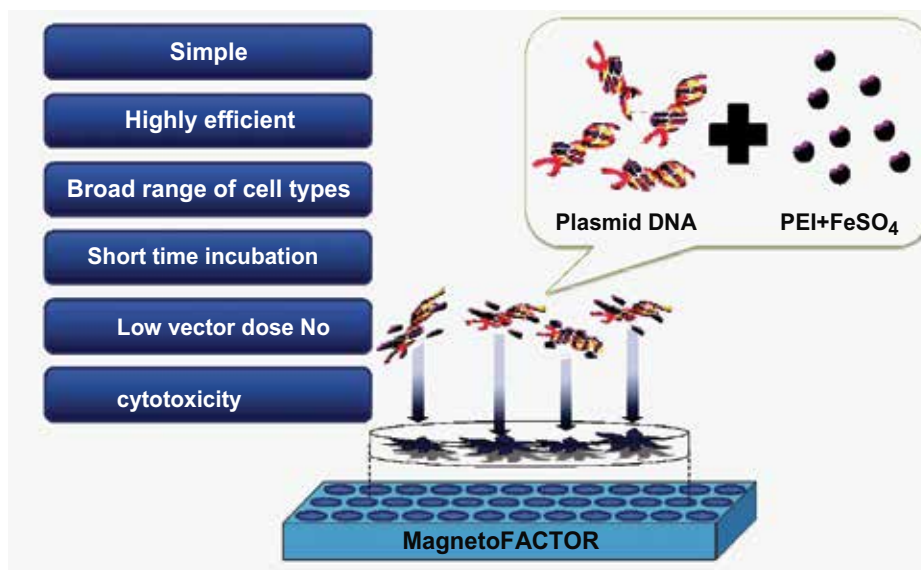 Simple
Highly efficient
Broad range of cell types
Short time incubation
Low vector dose No
cytotoxicity
Plasmid DNA
PEI+FeSO4
MagnetoFACTOR